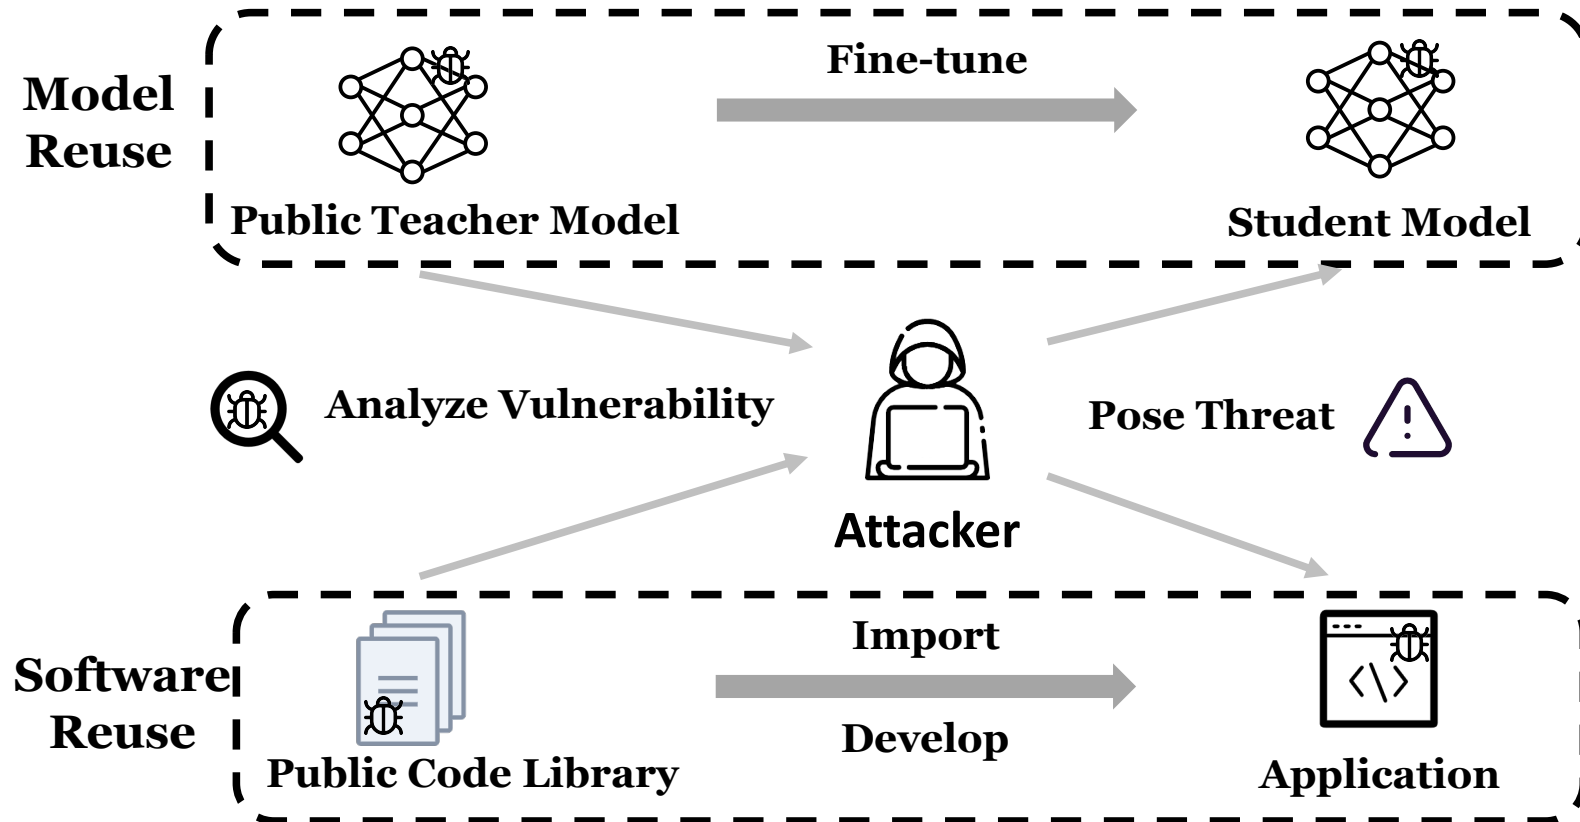 Model
Reuse
Fine-tune
Public Teacher Model
Student Model
Analyze Vulnerability
Pose Threat
Attacker
Software
Reuse
Import
Develop
Public Code Library
Application